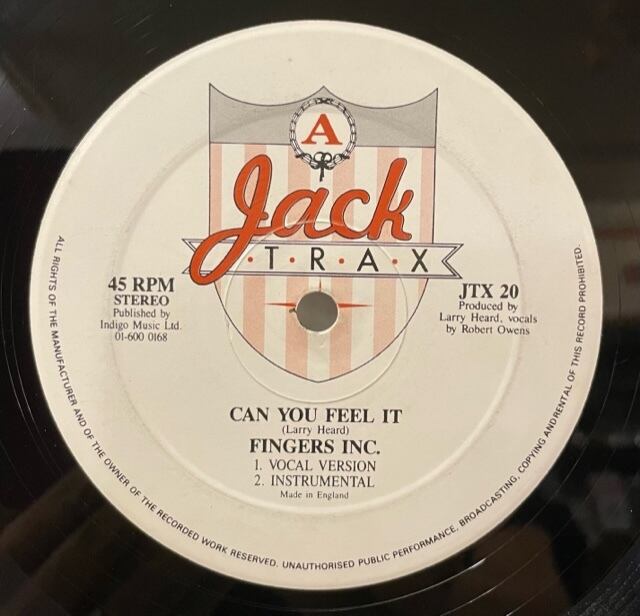 A
Jack
T·R·A·X
45 RPM
STEREO
Published by
Indigo Music Ltd.
01-600 0168
JTX 20
Produced by
Larry Heard, vocals
by Robert Owens
CAN YOU FEEL IT
(Larry Heard)
FINGERS INC.
1. VOCAL VERSION
2. INSTRUMENTAL
Made in England
ALL RIGHTS OF THE MANUFACTURER AND OF THE OWNER OF THE RECORDED WORK RESERVED. UNAUTHORISED PUBLIC PERFORMANCE, BROADCASTING, COPYING AND RENTAL OF THIS RECORD PROHIBITED.